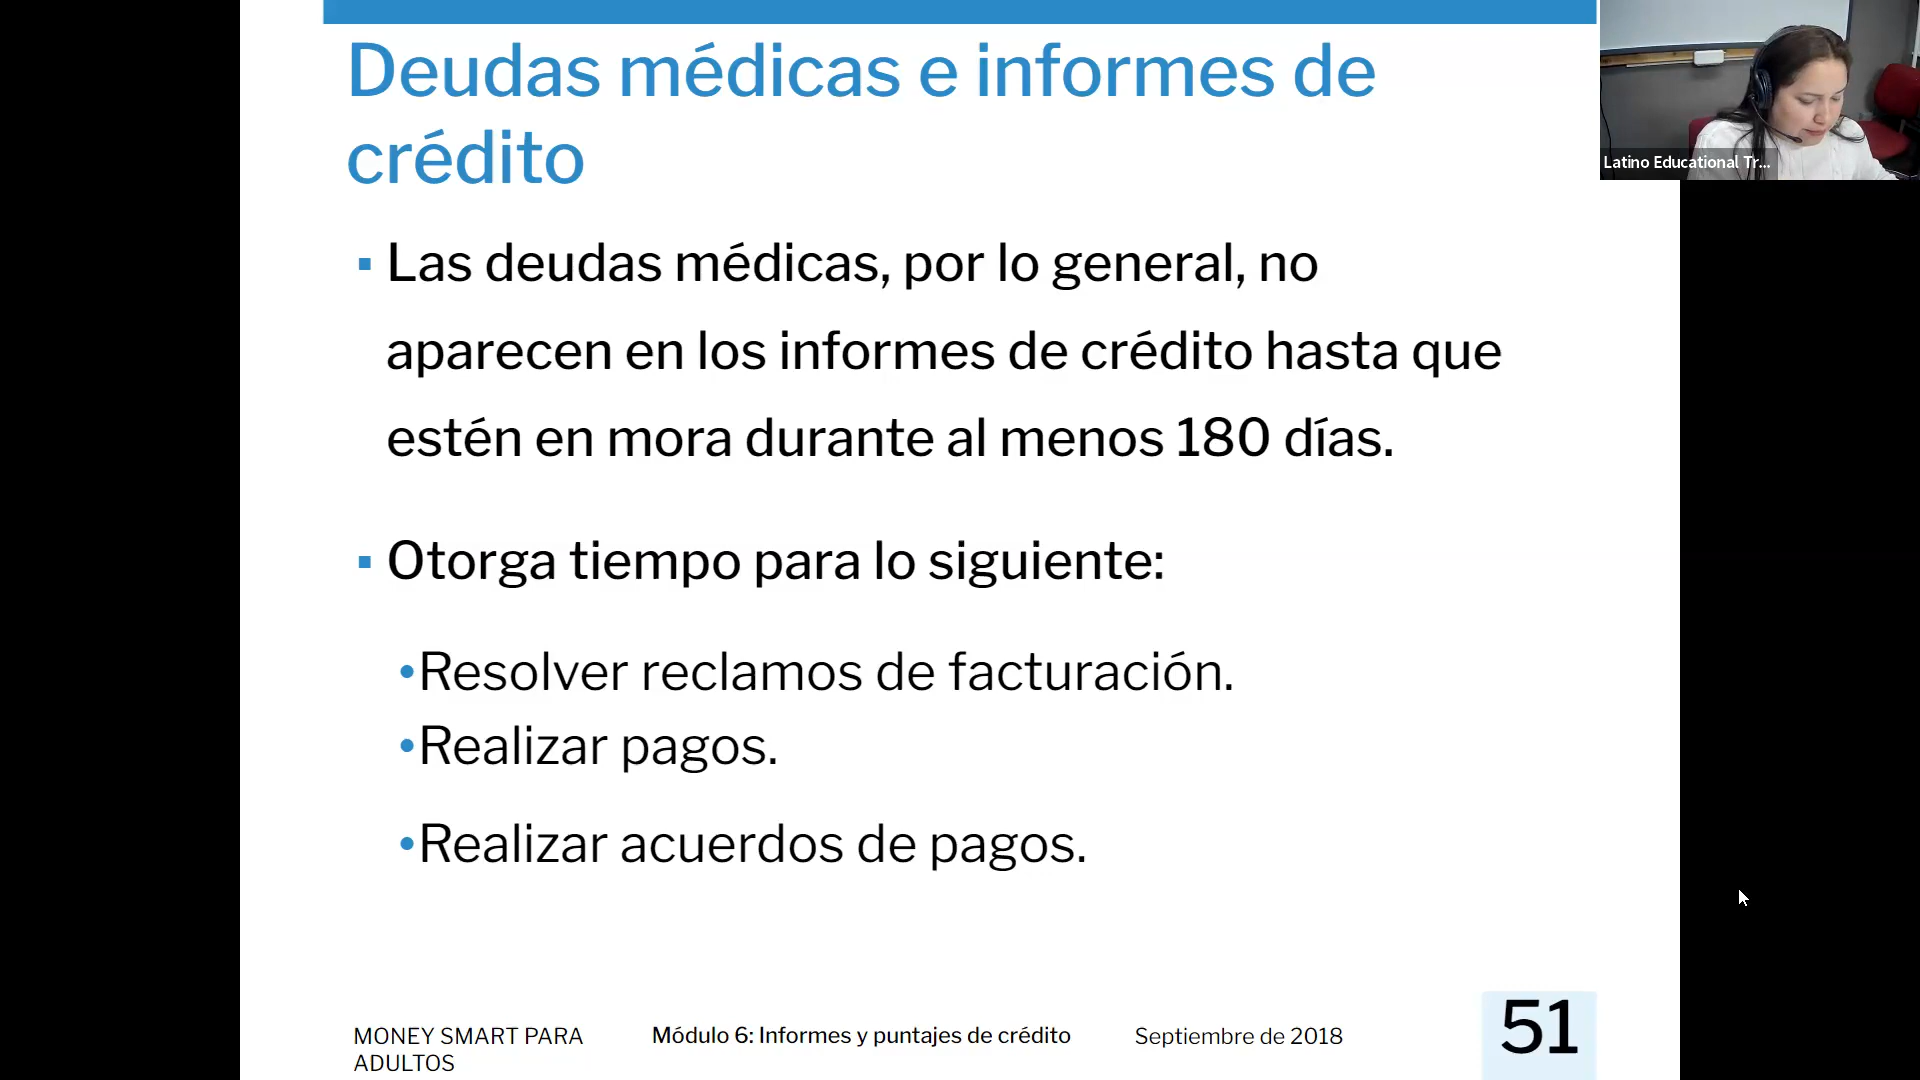 Deudas médicas e informes de
crédito
Latino Educational Tr...
▪ Las deudas médicas, por lo general, no
aparecen en los informes de crédito hasta que
estén en mora durante al menos 180 días.
▪ Otorga tiempo para lo siguiente:
•Resolver reclamos de facturación.
•Realizar pagos.
•Realizar acuerdos de pagos.
MONEY SMART PARA
ADULTOS
Módulo 6: Informes y puntajes de crédito
Septiembre de 2018
51